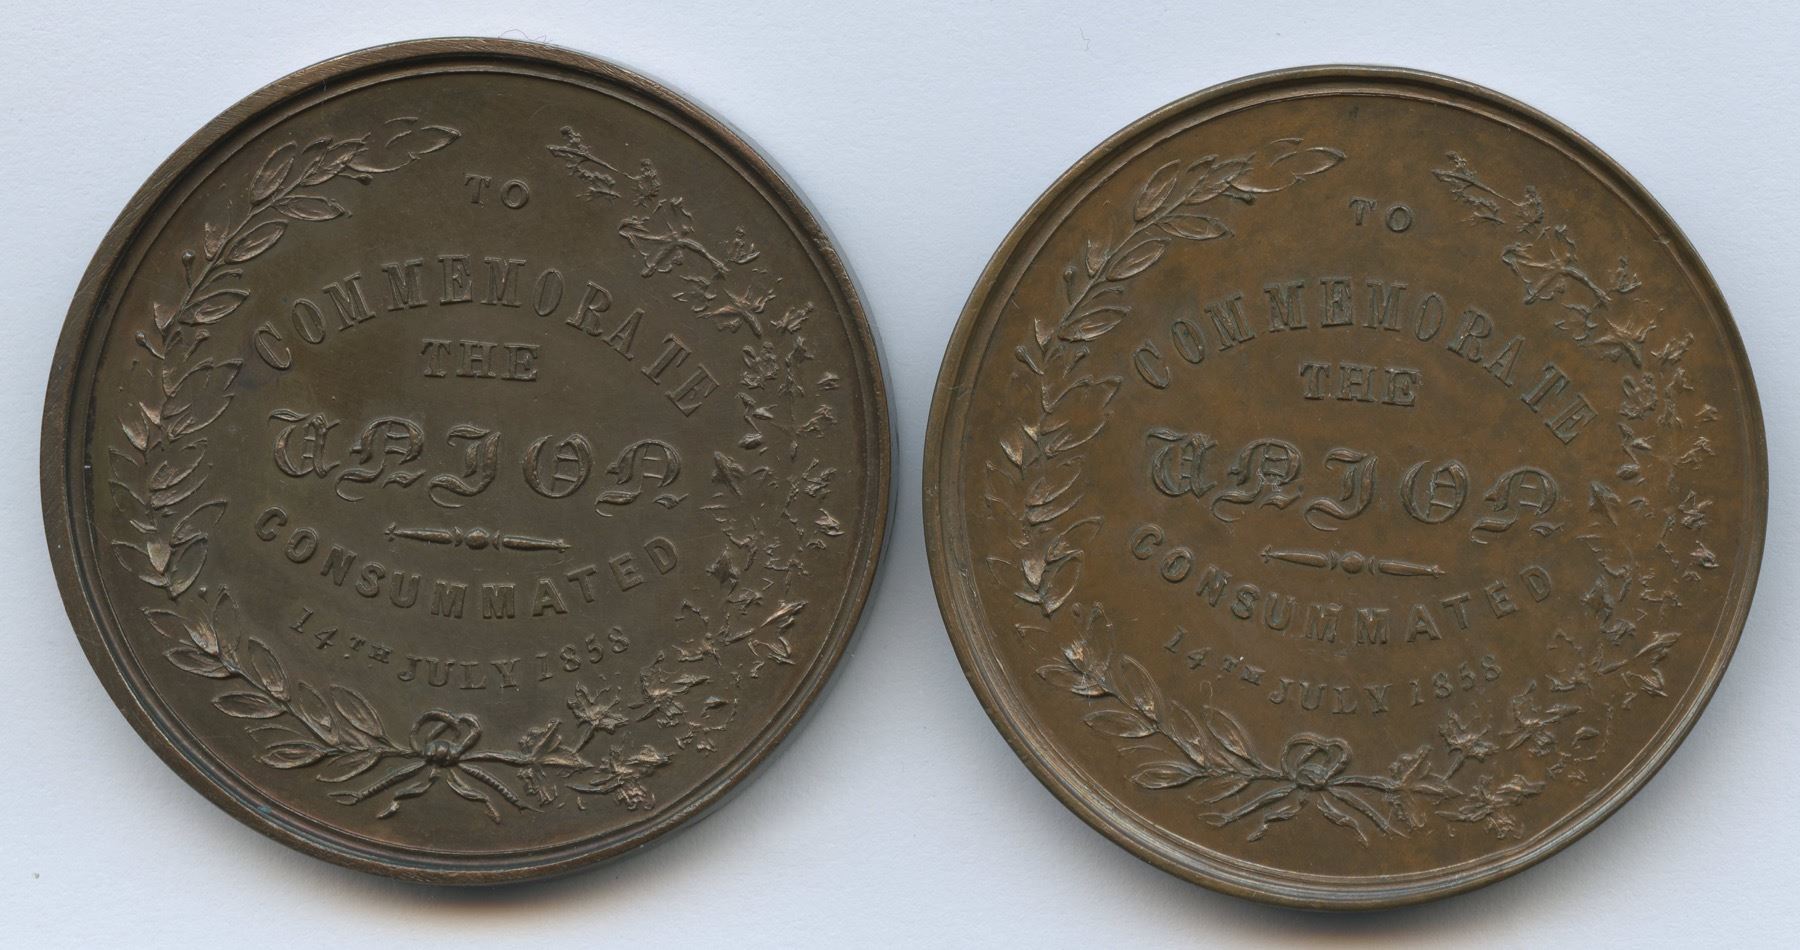 TO
COMMEMORATE
THE
UNION
CONSUMMATED
14TH JULY 1858
TO
COMMEMORATE
THE
UNION
CONSUMMATED
14TH JULY 1858